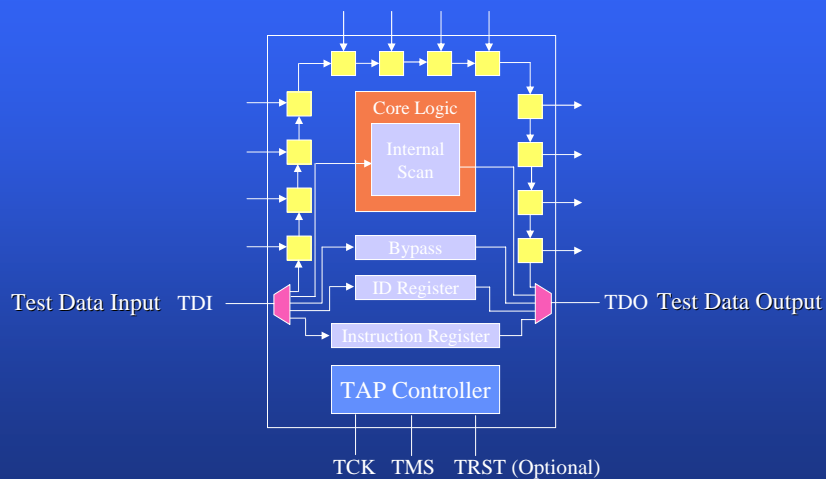 Core Logic
Internal
Scan
Bypass
ID Register
Test Data Input TDI
TDO Test Data Output
Instruction Register
TAP Controller
TCK TMS TRST (Optional)